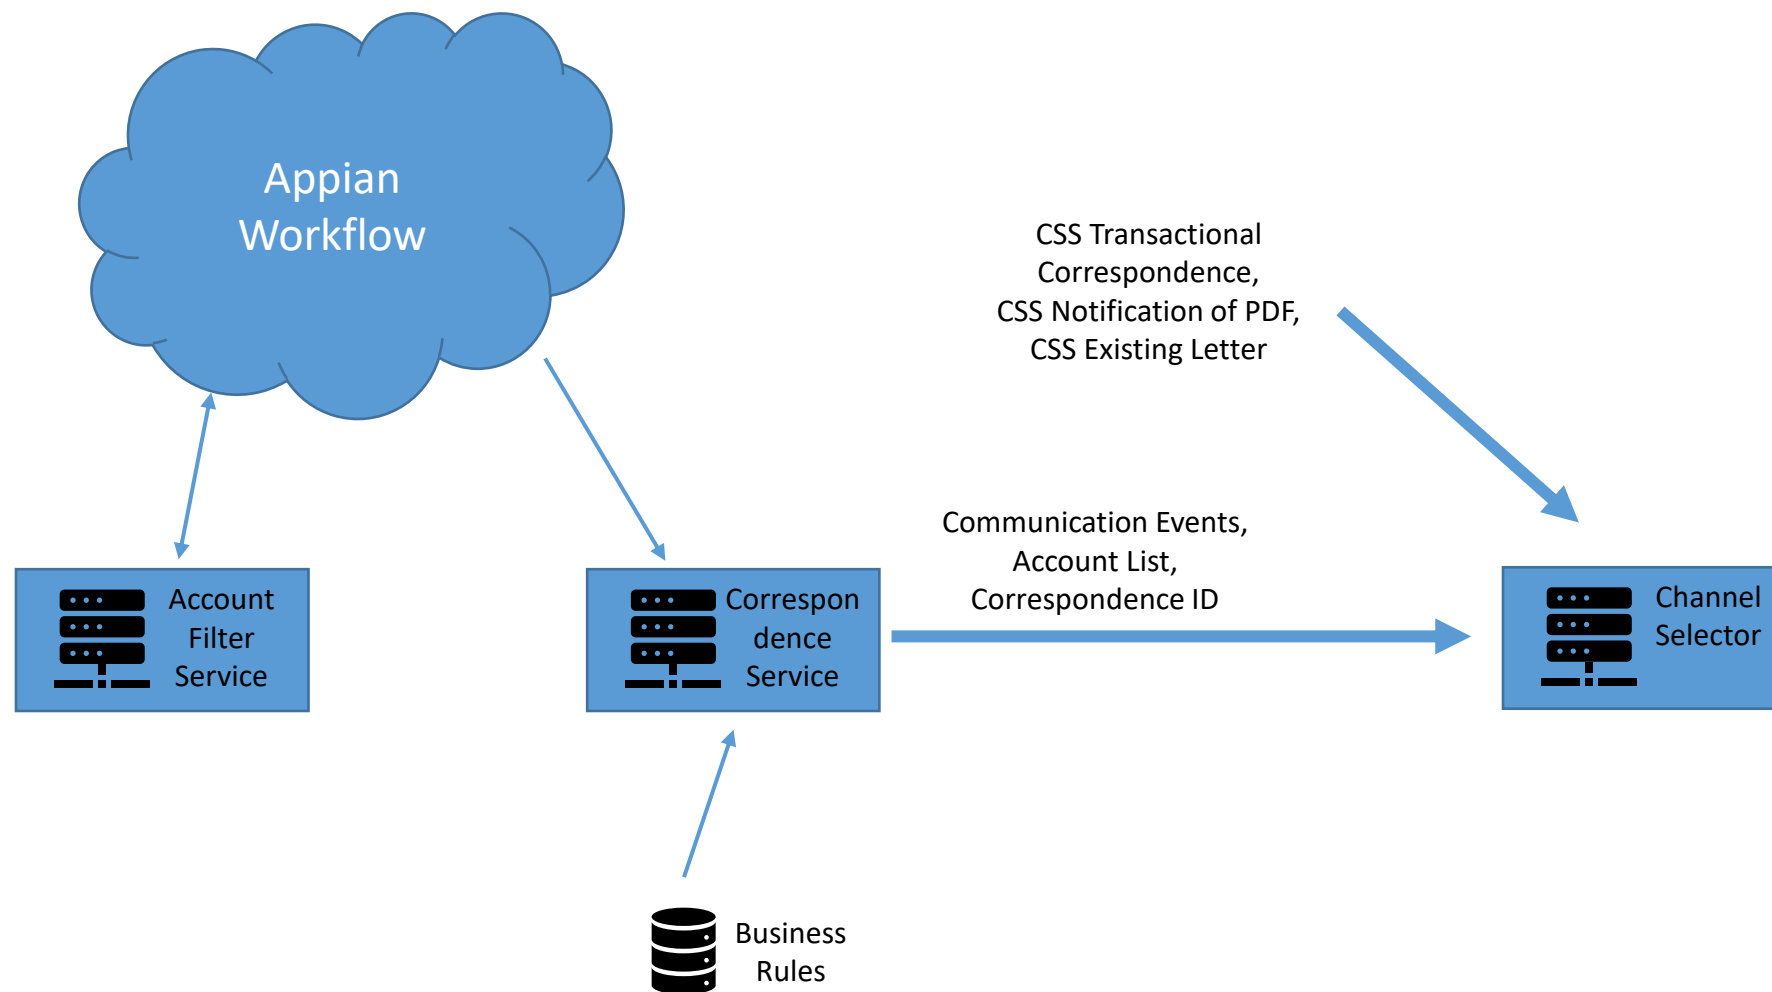 Appian
Workflow
CSS Transactional
Correspondence,
CSS Notification of PDF,
CSS Existing Letter
Communication Events,
Account List,
Correspondence ID
Account
Filter
Service
Correspon
dence
Service
Channel
Selector
Business
Rules